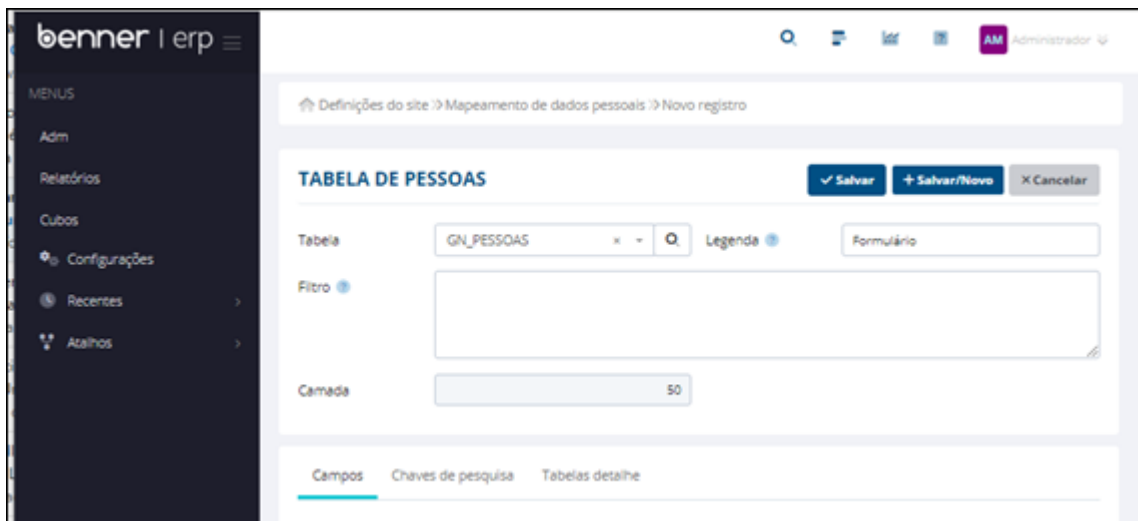 benner | erp
AM Administrador
MENUS
Adm
Relatórios
Cubos
Configurações
Recentes
Atalhos
Definições do site » Mapeamento de dados pessoais » Novo registro
TABELA DE PESSOAS
Salvar
+ Salvar/Novo
× Cancelar
Tabela
GN_PESSOAS
Legenda
Formulário
Filtro
Camada
50
Campos
Chaves de pesquisa
Tabelas detalhe